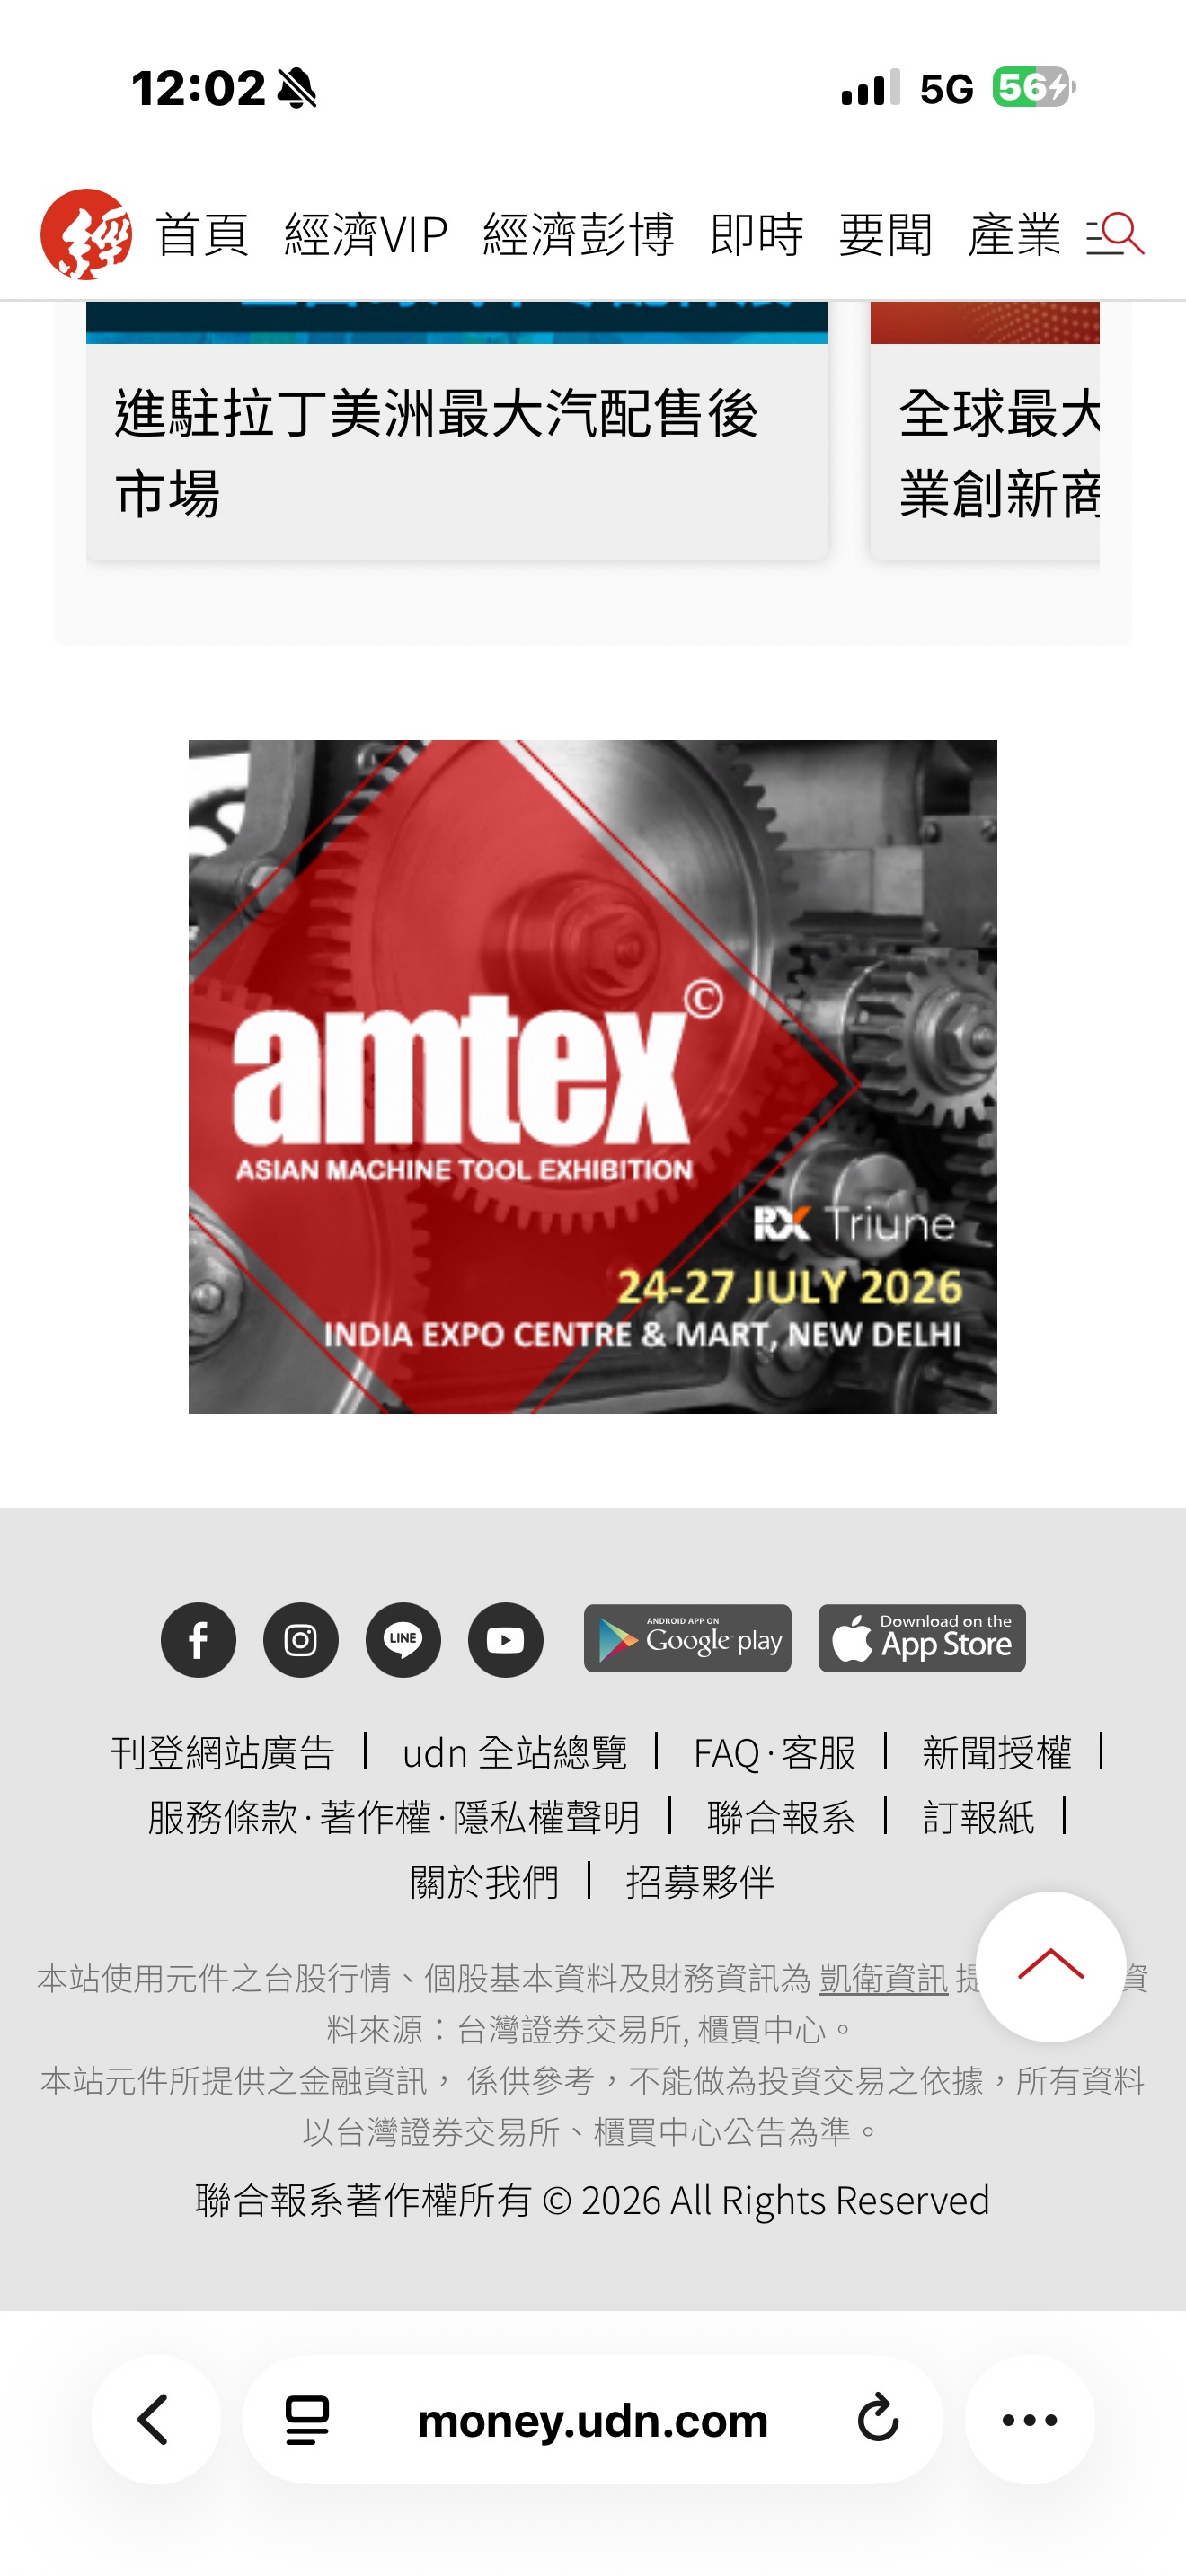 12:02
5G
56
經
首頁 經濟VIP 經濟彭博 即時 要聞 產業
進駐拉丁美洲最大汽配售後
市場
全球最大
業創新商
amtex©
ASIAN MACHINE TOOL EXHIBITION
RX Triune
24-27 JULY 2026
INDIA EXPO CENTRE & MART, NEW DELHI
LINE
ANDROID APP ON
Google play
Download on the
App Store
刊登網站廣告 | udn 全站總覽 | FAQ · 客服 | 新聞授權 |
服務條款 · 著作權 · 隱私權聲明 | 聯合報系 | 訂報紙 |
關於我們 | 招募夥伴
本站使用元件之台股行情、個股基本資料及財務資訊為 凱衛資訊 提 資
料來源：台灣證券交易所, 櫃買中心。
本站元件所提供之金融資訊， 係供參考，不能做為投資交易之依據，所有資料
以台灣證券交易所、櫃買中心公告為準。
聯合報系著作權所有 © 2026 All Rights Reserved
money.udn.com